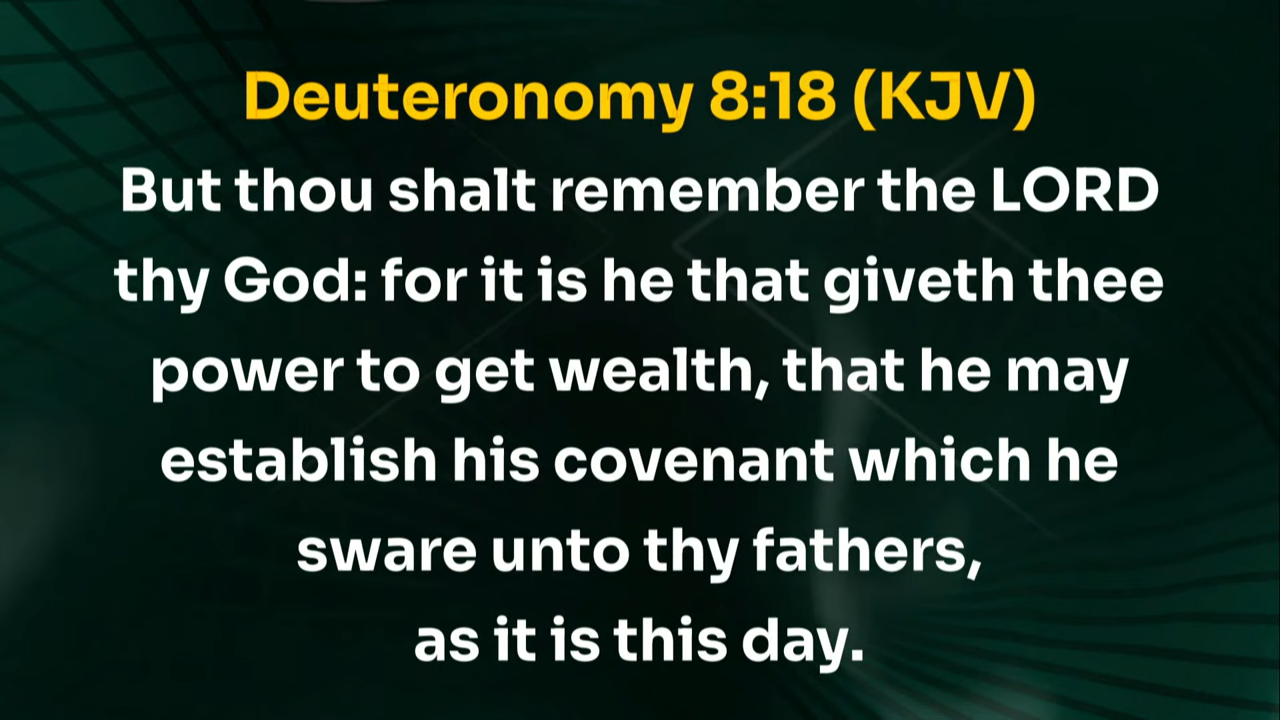 Deuteronomy 8:18 (KJV)
But thou shalt remember the LORD
thy God: for it is he that giveth thee
power to get wealth, that he may
establish his covenant which he
sware unto thy fathers,
as it is this day.